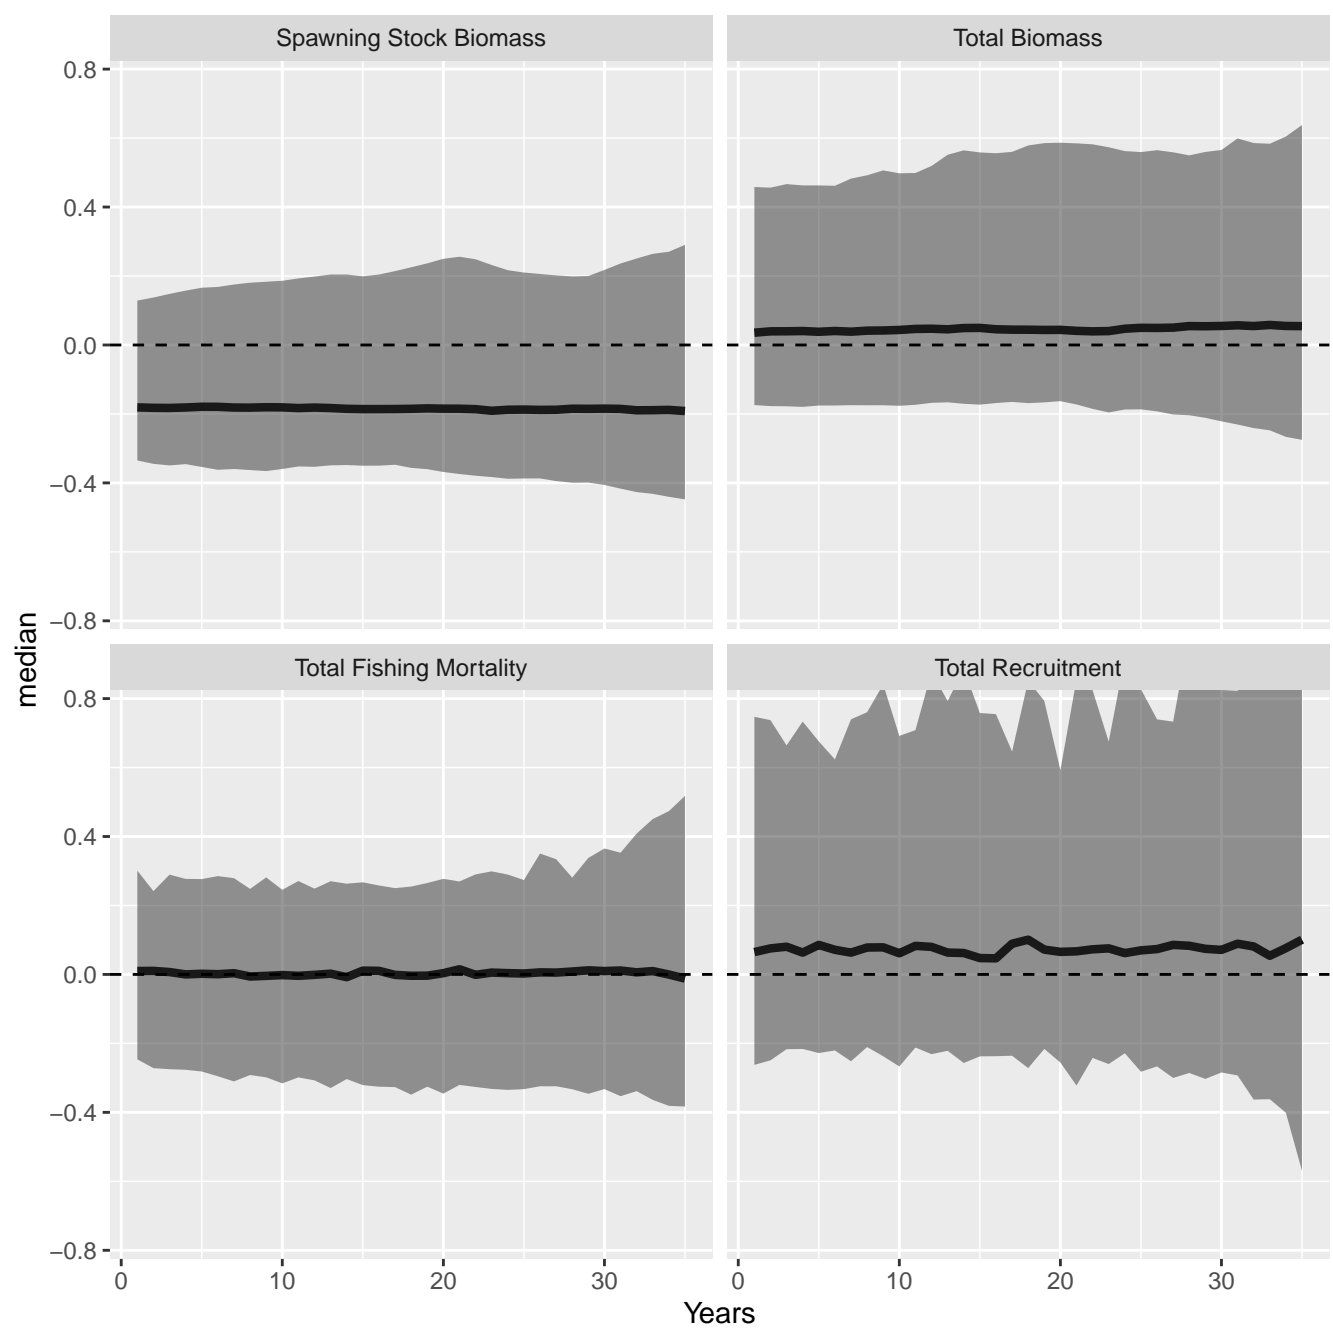 Spawning Stock Biomass
Total Biomass
0.8
0.4
0.0
−0.4
−0.8
median
Total Fishing Mortality
Total Recruitment
0.8
0.4
0.0
−0.4
−0.8
0 10 20 30
0 10 20 30
Years